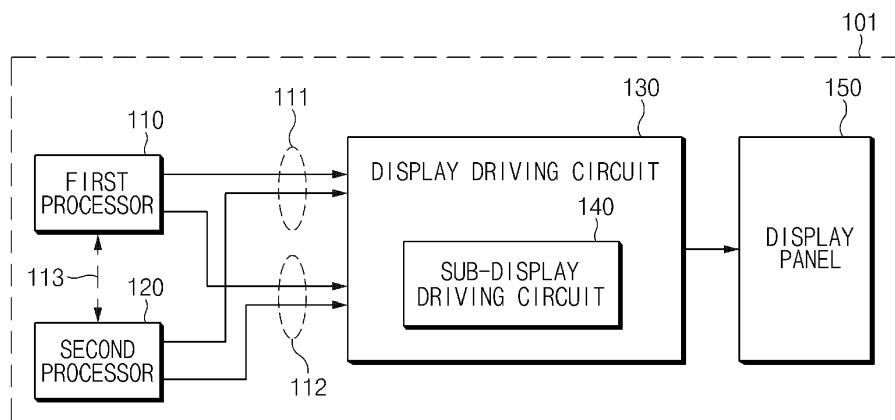 101
130
150
111
110
FIRST
PROCESSOR
DISPLAY DRIVING CIRCUIT
140
SUB-DISPLAY
DRIVING CIRCUIT
DISPLAY
PANEL
113
120
SECOND
PROCESSOR
112